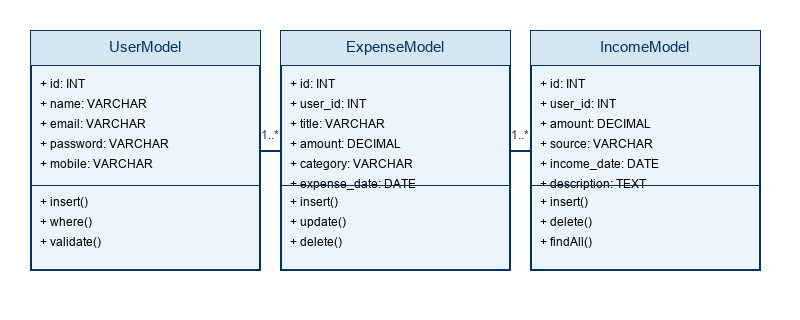 UserModel
+ id: INT
+ name: VARCHAR
+ email: VARCHAR
+ password: VARCHAR
+ mobile: VARCHAR
+ insert()
+ where()
+ validate()
1..*
ExpenseModel
+ id: INT
+ user_id: INT
+ title: VARCHAR
+ amount: DECIMAL
+ category: VARCHAR
+ expense_date: DATE
+ insert()
+ update()
+ delete()
1..*
IncomeModel
+ id: INT
+ user_id: INT
+ amount: DECIMAL
+ source: VARCHAR
+ income_date: DATE
+ description: TEXT
+ insert()
+ delete()
+ findAll()